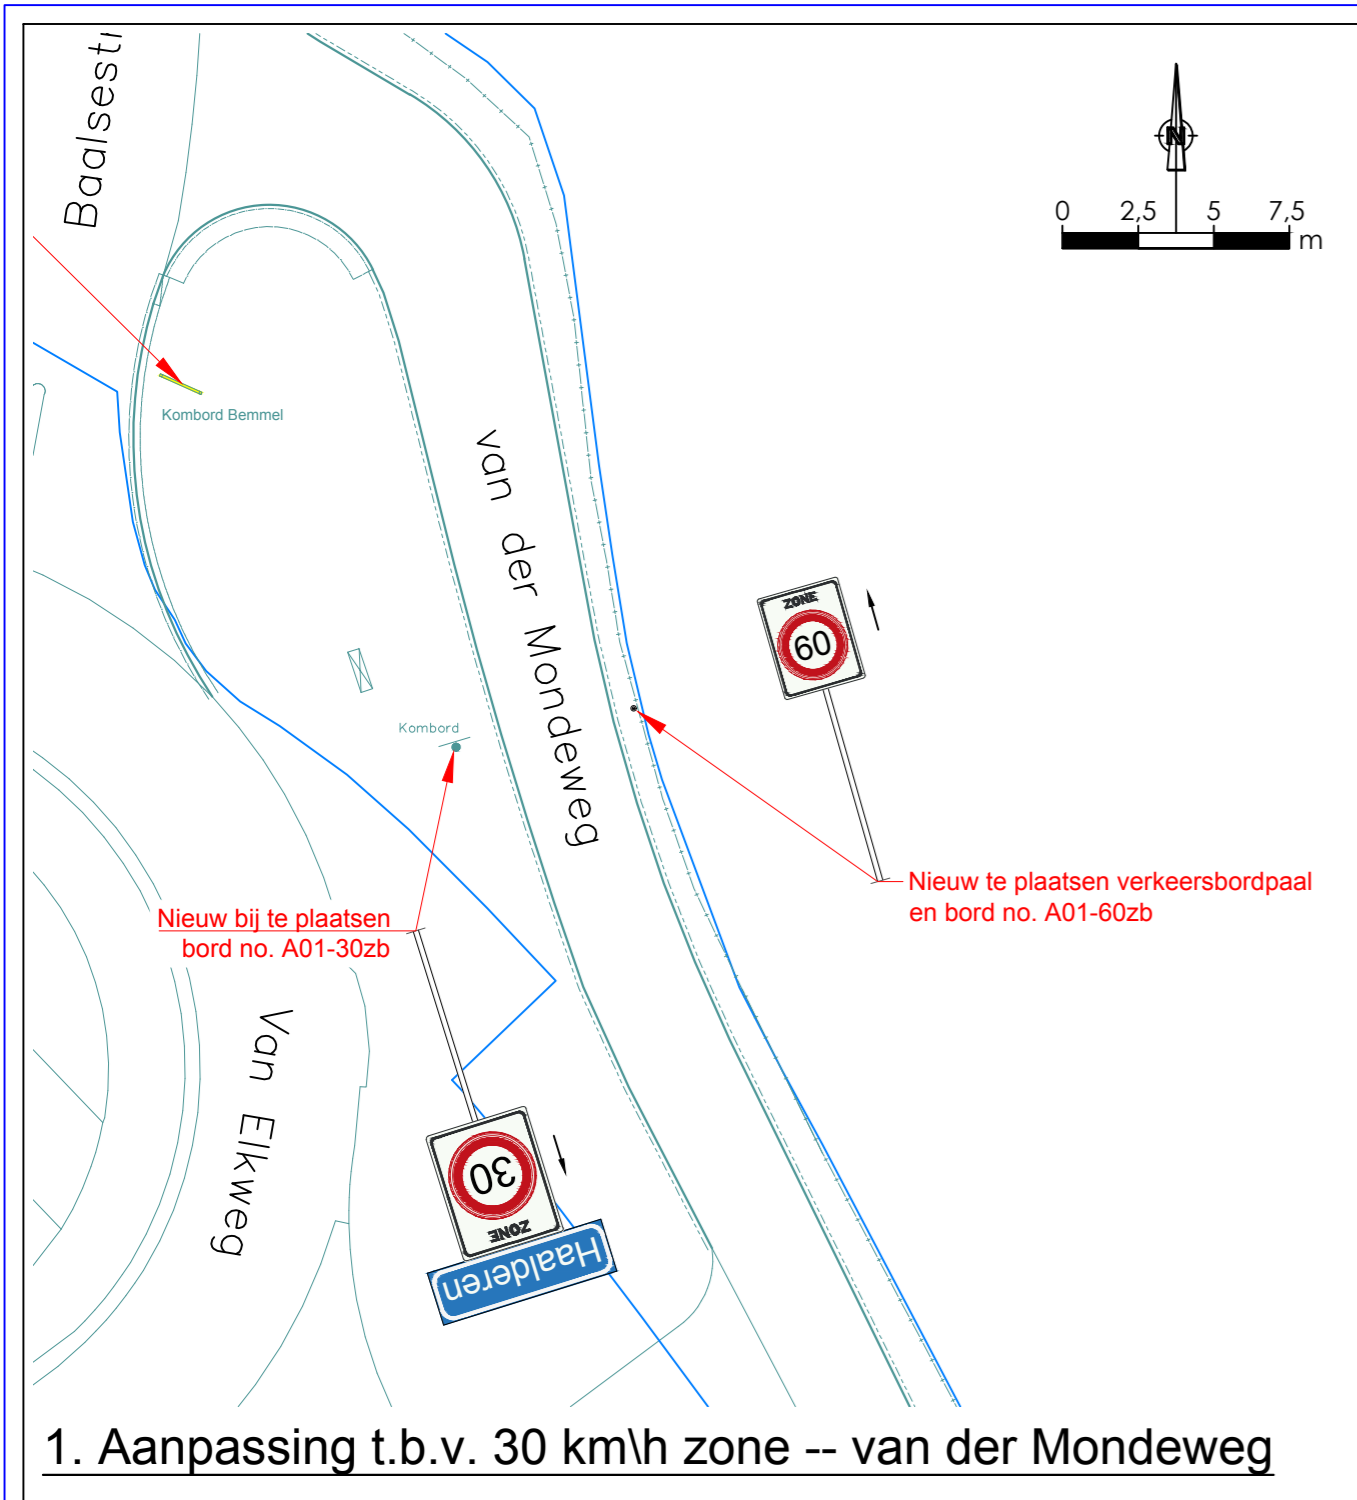 Baalsestr
N
0 2,5 5 7,5
m
Kombord Bemmel
van der Mondeweg
ZONE
60
Kombord
Nieuw te plaatsen verkeersbordpaal
en bord no. A01-60zb
Nieuw bij te plaatsen
bord no. A01-30zb
Van Elkweg
30
ZONE
Haalderen
1. Aanpassing t.b.v. 30 km\h zone -- van der Mondeweg